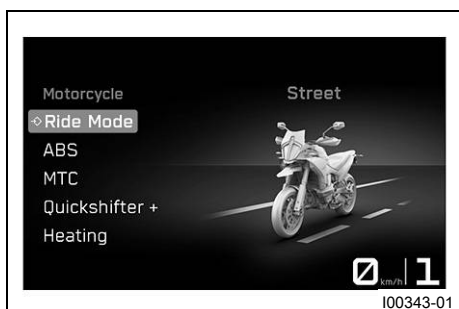 Motorcycle
Street
Ride Mode
ABS
MTC
Quickshifter +
Heating
0 km/h 1
I00343-01